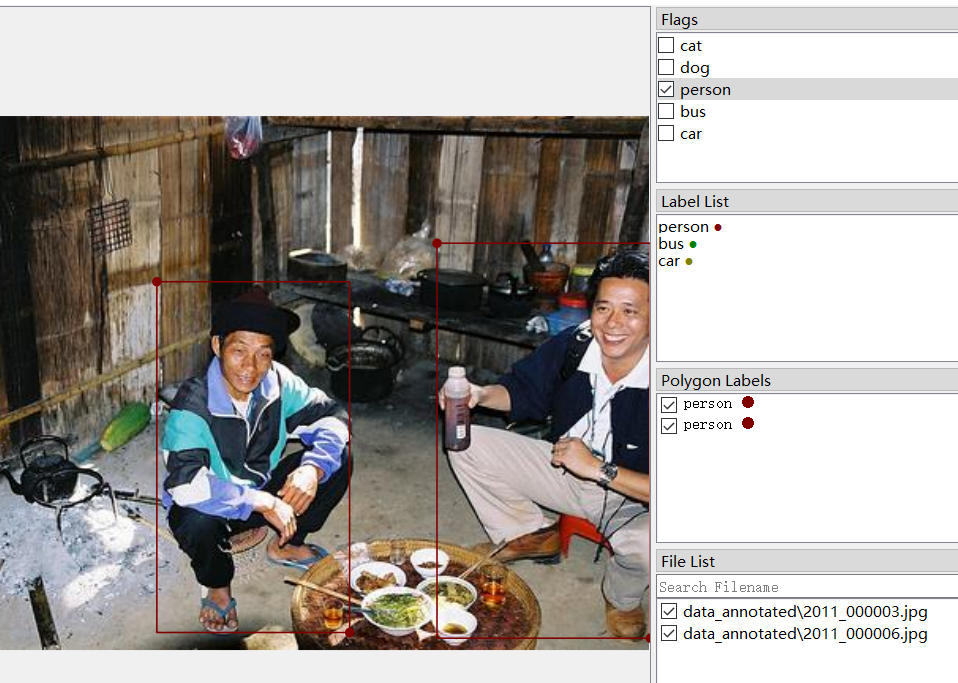 Flags
cat
dog
person
bus
car
Label List
person
bus
car
Polygon Labels
person
person
File List
Search Filename
data_annotated\2011_000003.jpg
data_annotated\2011_000006.jpg